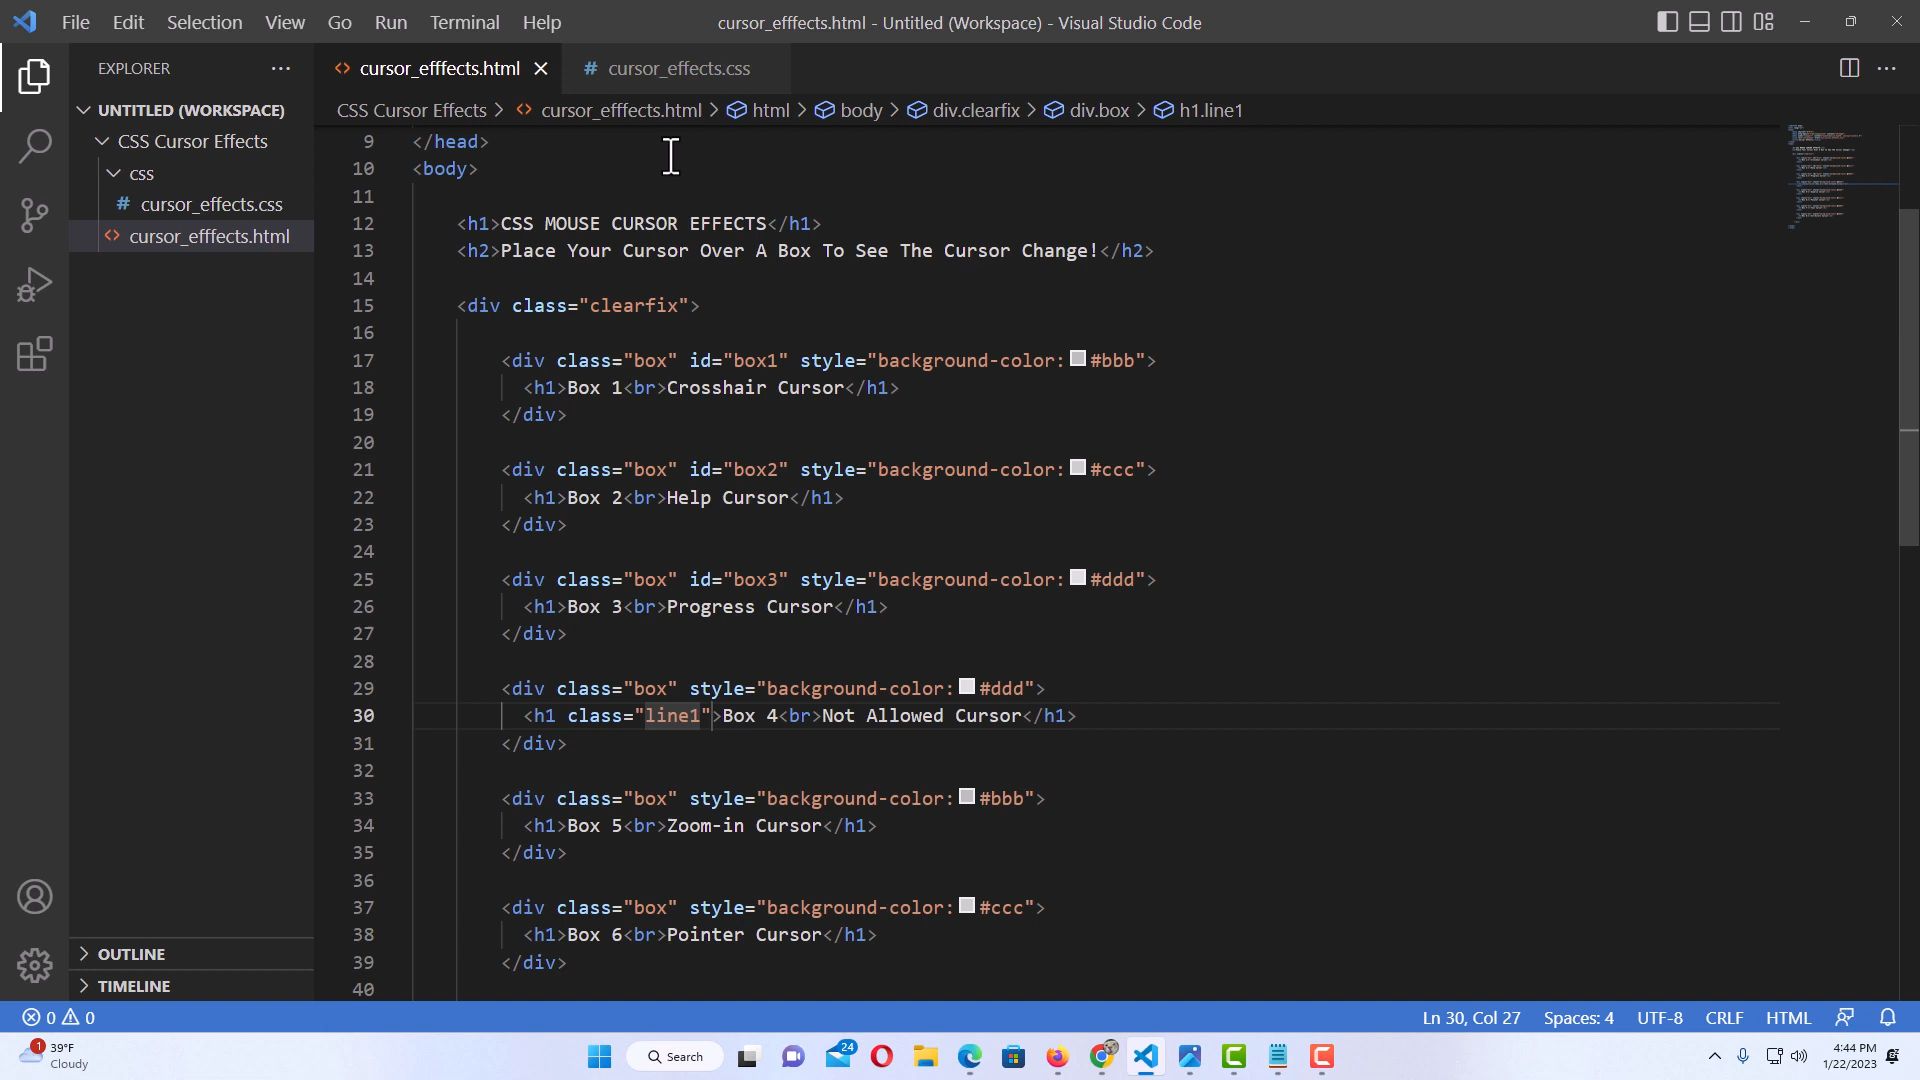 File Edit Selection View Go Run Terminal Help
cursor_efffects.html - Untitled (Workspace) - Visual Studio Code
EXPLORER
cursor_efffects.html
# cursor_effects.css
UNTITLED (WORKSPACE)
CSS Cursor Effects
css
# cursor_effects.css
cursor_efffects.html
CSS Cursor Effects > cursor_efffects.html > html > body > div.clearfix > div.box > h1.line1
9 </head>
10 <body>
11
12 <h1>CSS MOUSE CURSOR EFFECTS</h1>
13 <h2>Place Your Cursor Over A Box To See The Cursor Change!</h2>
14
15 <div class="clearfix">
16
17 <div class="box" id="box1" style="background-color:#bbb">
18 <h1>Box 1<br>Crosshair Cursor</h1>
19 </div>
20
21 <div class="box" id="box2" style="background-color:#ccc">
22 <h1>Box 2<br>Help Cursor</h1>
23 </div>
24
25 <div class="box" id="box3" style="background-color:#ddd">
26 <h1>Box 3<br>Progress Cursor</h1>
27 </div>
28
29 <div class="box" style="background-color:#ddd">
30 <h1 class="line1">Box 4<br>Not Allowed Cursor</h1>
31 </div>
32
33 <div class="box" style="background-color:#bbb">
34 <h1>Box 5<br>Zoom-in Cursor</h1>
35 </div>
36
37 <div class="box" style="background-color:#ccc">
38 <h1>Box 6<br>Pointer Cursor</h1>
39 </div>
40
OUTLINE
TIMELINE
0 0
Ln 30, Col 27 Spaces: 4 UTF-8 CRLF HTML
1
39°F
Cloudy
Search
24
4:44 PM
1/22/2023